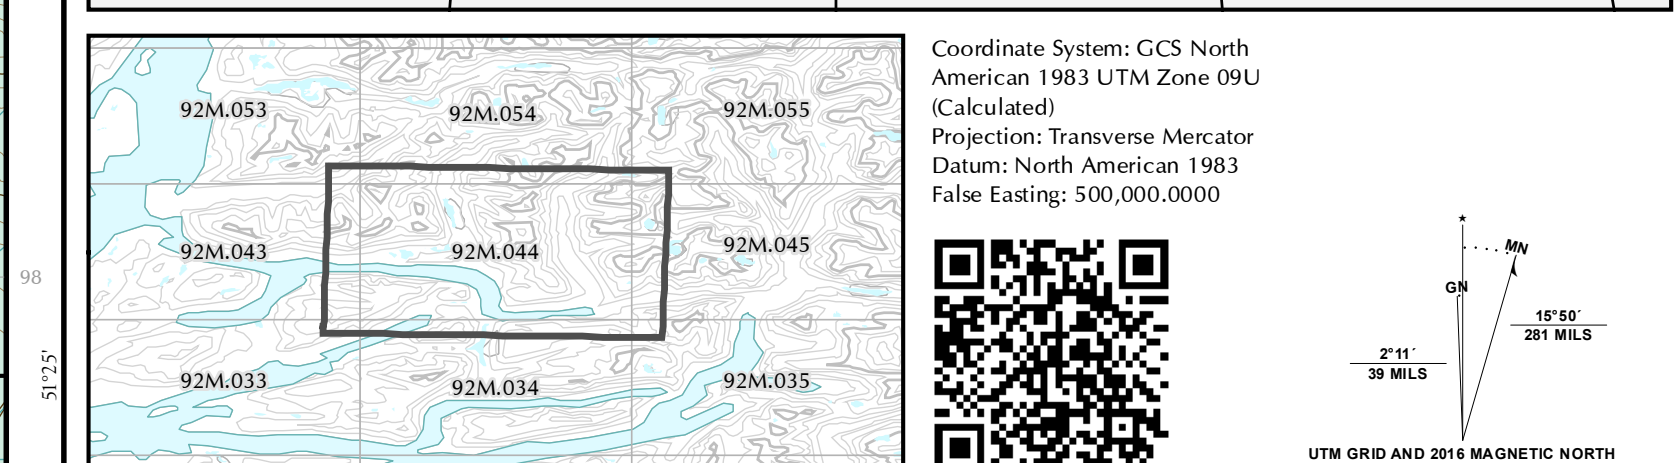 92M.053 92M.054 92M.055
92M.043 92M.044 92M.045
92M.033 92M.034 92M.035
98
51°25'
Coordinate System: GCS North
American 1983 UTM Zone 09U
(Calculated)
Projection: Transverse Mercator
Datum: North American 1983
False Easting: 500,000.0000
MN
GN
15°50´
281 MILS
2°11´
39 MILS
UTM GRID AND 2016 MAGNETIC NORTH